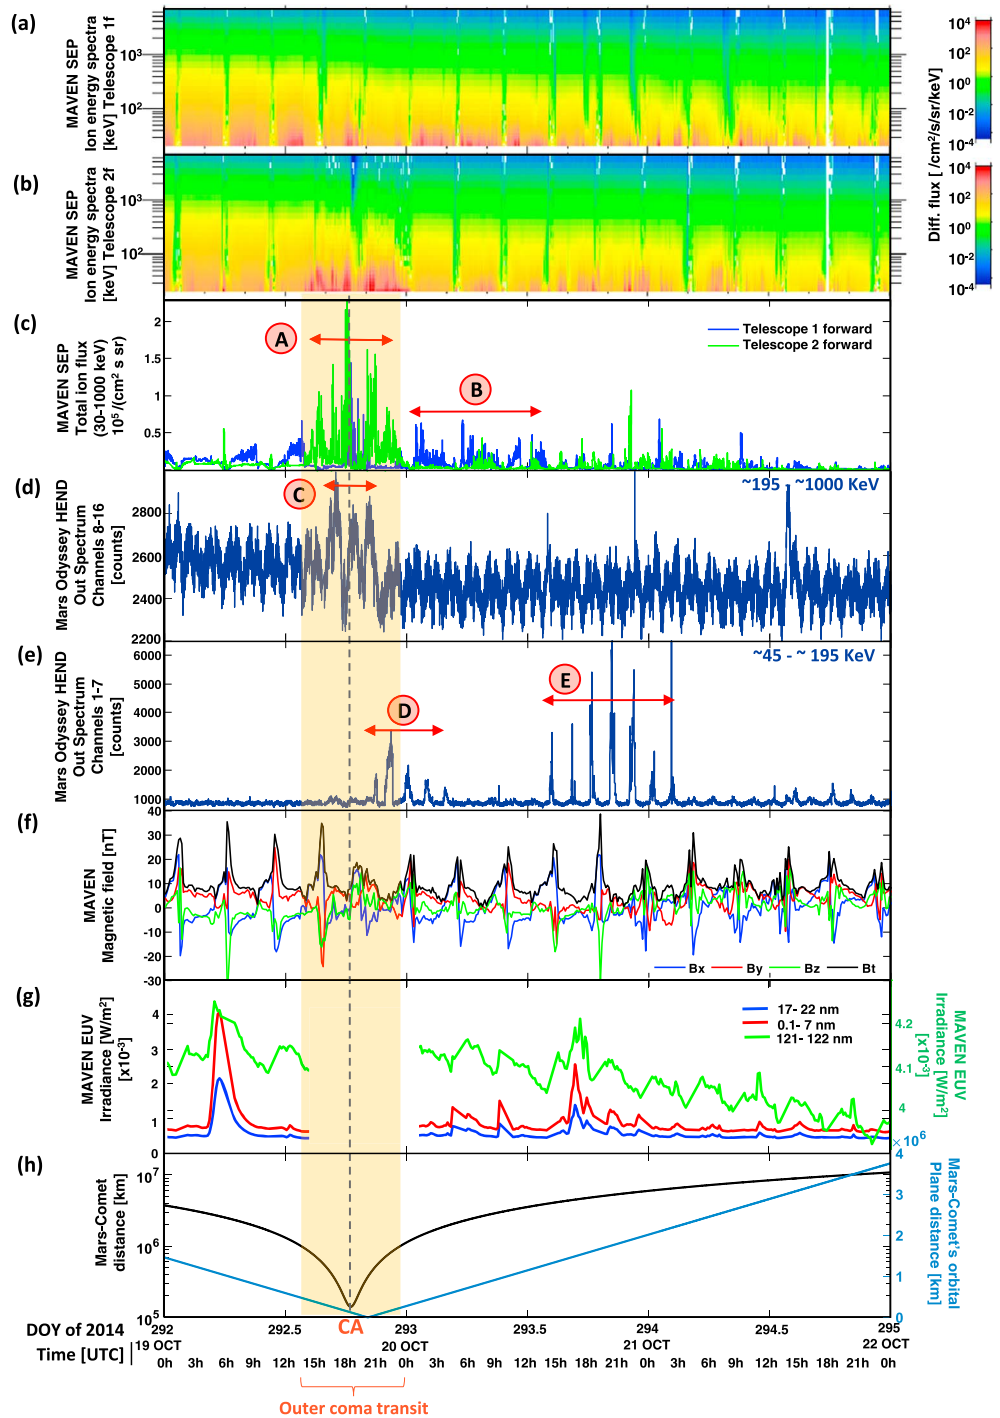 (a)
MAVEN SEP
Ion energy spectra
[keV] Telescope 1f
10³
10²
10⁴
10²
10⁰
10⁻²
10⁻⁴
(b)
MAVEN SEP
Ion energy spectra
[keV] Telescope 2f
10³
10²
10⁴
10²
10⁰
10⁻²
10⁻⁴
Diff. flux [ /cm²/s/sr/keV]
(c)
MAVEN SEP
Total ion flux
(30-1000 keV)
10⁵ /(cm² s sr)
2
1.5
1
0.5
A
B
Telescope 1 forward
Telescope 2 forward
(d)
Mars Odyssey HEND
Out Spectrum
Channels 8-16
[counts]
2800
2600
2400
2200
C
~195 - ~1000 KeV
(e)
Mars Odyssey HEND
Out Spectrum
Channels 1-7
[counts]
6000
5000
4000
3000
2000
1000
D
E
~45 - ~ 195 KeV
(f)
MAVEN
Magnetic field [nT]
40
30
20
10
0
-10
-20
-30
Bx By Bz Bt
(g)
MAVEN EUV
Irradiance [W/m²]
[x10⁻³]
4
3
2
1
0
17- 22 nm
0.1- 7 nm
121- 122 nm
4.2
4.1
4
MAVEN EUV
Irradiance [W/m²]
[x10⁻³]
(h)
Mars-Comet
distance [km]
10⁷
10⁶
10⁵
×10⁶
4
3
2
1
0
Mars-Comet's orbital
Plane distance [km]
CA
DOY of 2014
292 292.5 293 293.5 294 294.5 295
Time [UTC]
19 OCT 20 OCT 21 OCT 22 OCT
0h 3h 6h 9h 12h 15h 18h 21h 0h 3h 6h 9h 12h 15h 18h 21h 0h 3h 6h 9h 12h 15h 18h 21h 0h
Outer coma transit